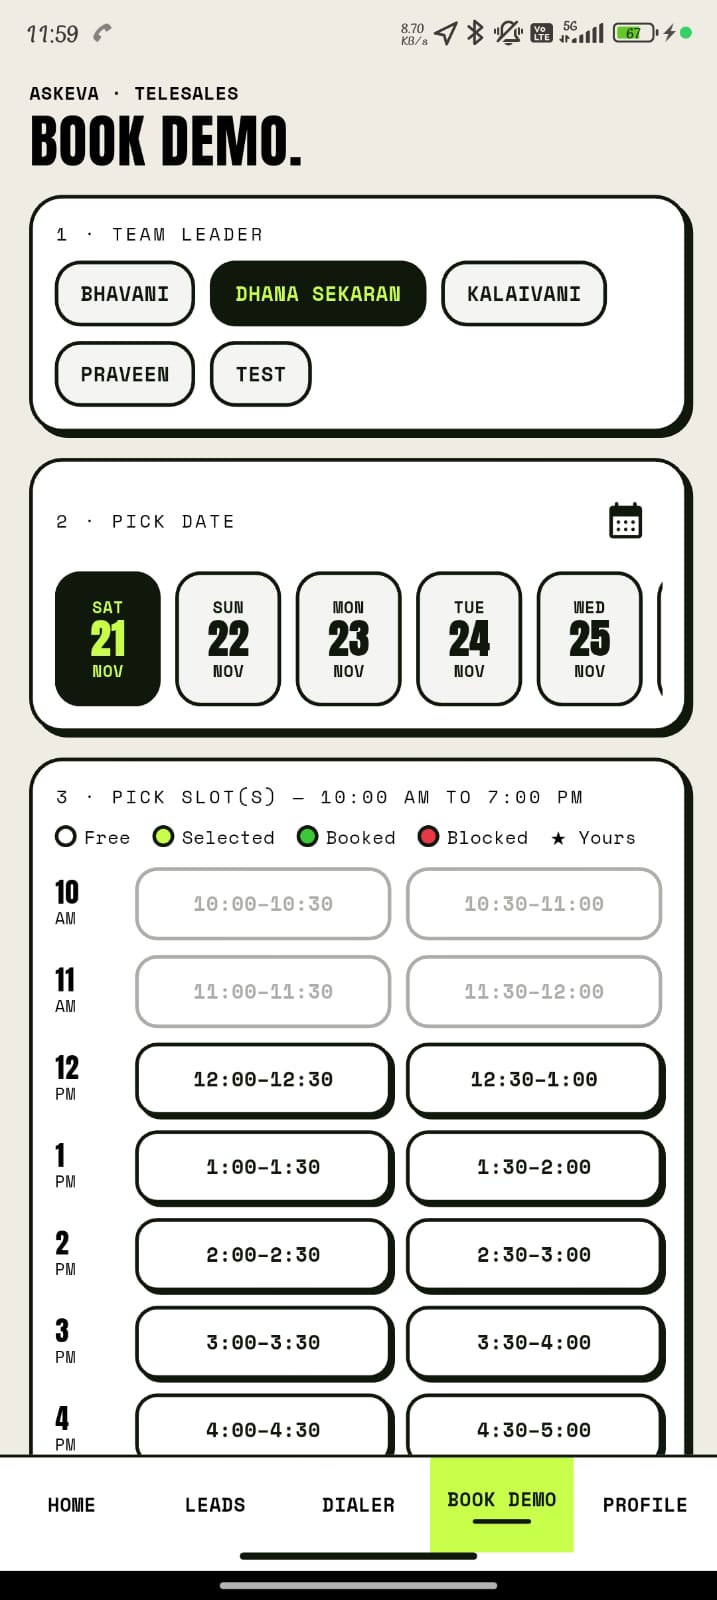 11:59
8.70 KB/s
Vo LTE
5G
67
ASKEVA · TELESALES
BOOK DEMO.
1 · TEAM LEADER
BHAVANI DHANA SEKARAN KALAIVANI
PRAVEEN TEST
2 · PICK DATE
SAT SUN MON TUE WED
21 22 23 24 25
NOV NOV NOV NOV NOV
3 · PICK SLOT(S) – 10:00 AM TO 7:00 PM
Free Selected Booked Blocked ★ Yours
10 AM 10:00–10:30 10:30–11:00
11 AM 11:00–11:30 11:30–12:00
12 PM 12:00–12:30 12:30–1:00
1 PM 1:00–1:30 1:30–2:00
2 PM 2:00–2:30 2:30–3:00
3 PM 3:00–3:30 3:30–4:00
4 PM 4:00–4:30 4:30–5:00
HOME LEADS DIALER BOOK DEMO PROFILE